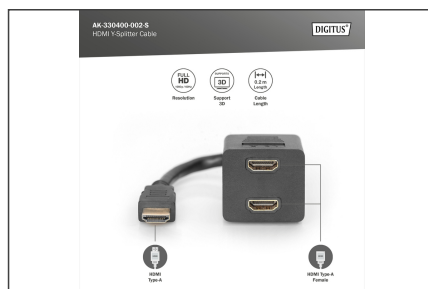 AK-330400-002-S
HDMI Y-Splitter Cable
DIGITUS®
FULL
HD
Resolution
3D
Support
3D
0.2 m
Length
Cable
Length
HDMI
Type-A
HDMI Type-A
Female